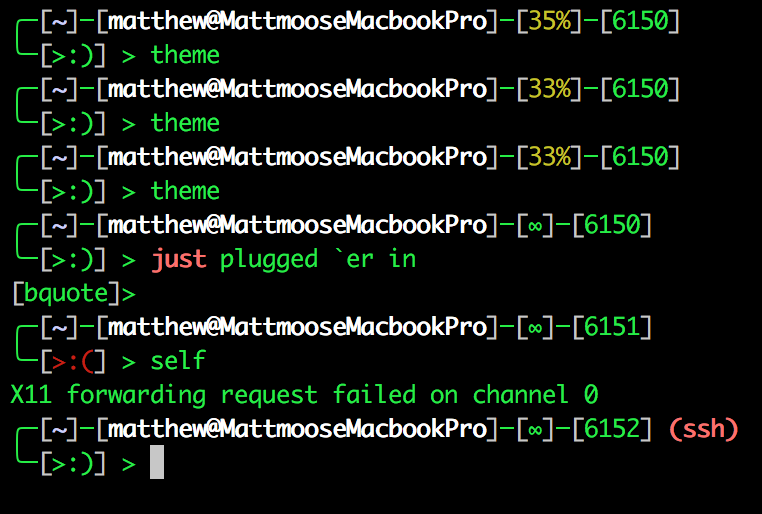 [~]-[matthew@MattmooseMacbookPro]-[35%]-[6150]
[>:)] > theme
[~]-[matthew@MattmooseMacbookPro]-[33%]-[6150]
[>:)] > theme
[~]-[matthew@MattmooseMacbookPro]-[33%]-[6150]
[>:)] > theme
[~]-[matthew@MattmooseMacbookPro]-[∞]-[6150]
[>:)] > just plugged `er in
[bquote]>
[~]-[matthew@MattmooseMacbookPro]-[∞]-[6151]
[>:(] > self
X11 forwarding request failed on channel 0
[~]-[matthew@MattmooseMacbookPro]-[∞]-[6152] (ssh)
[>:)] >